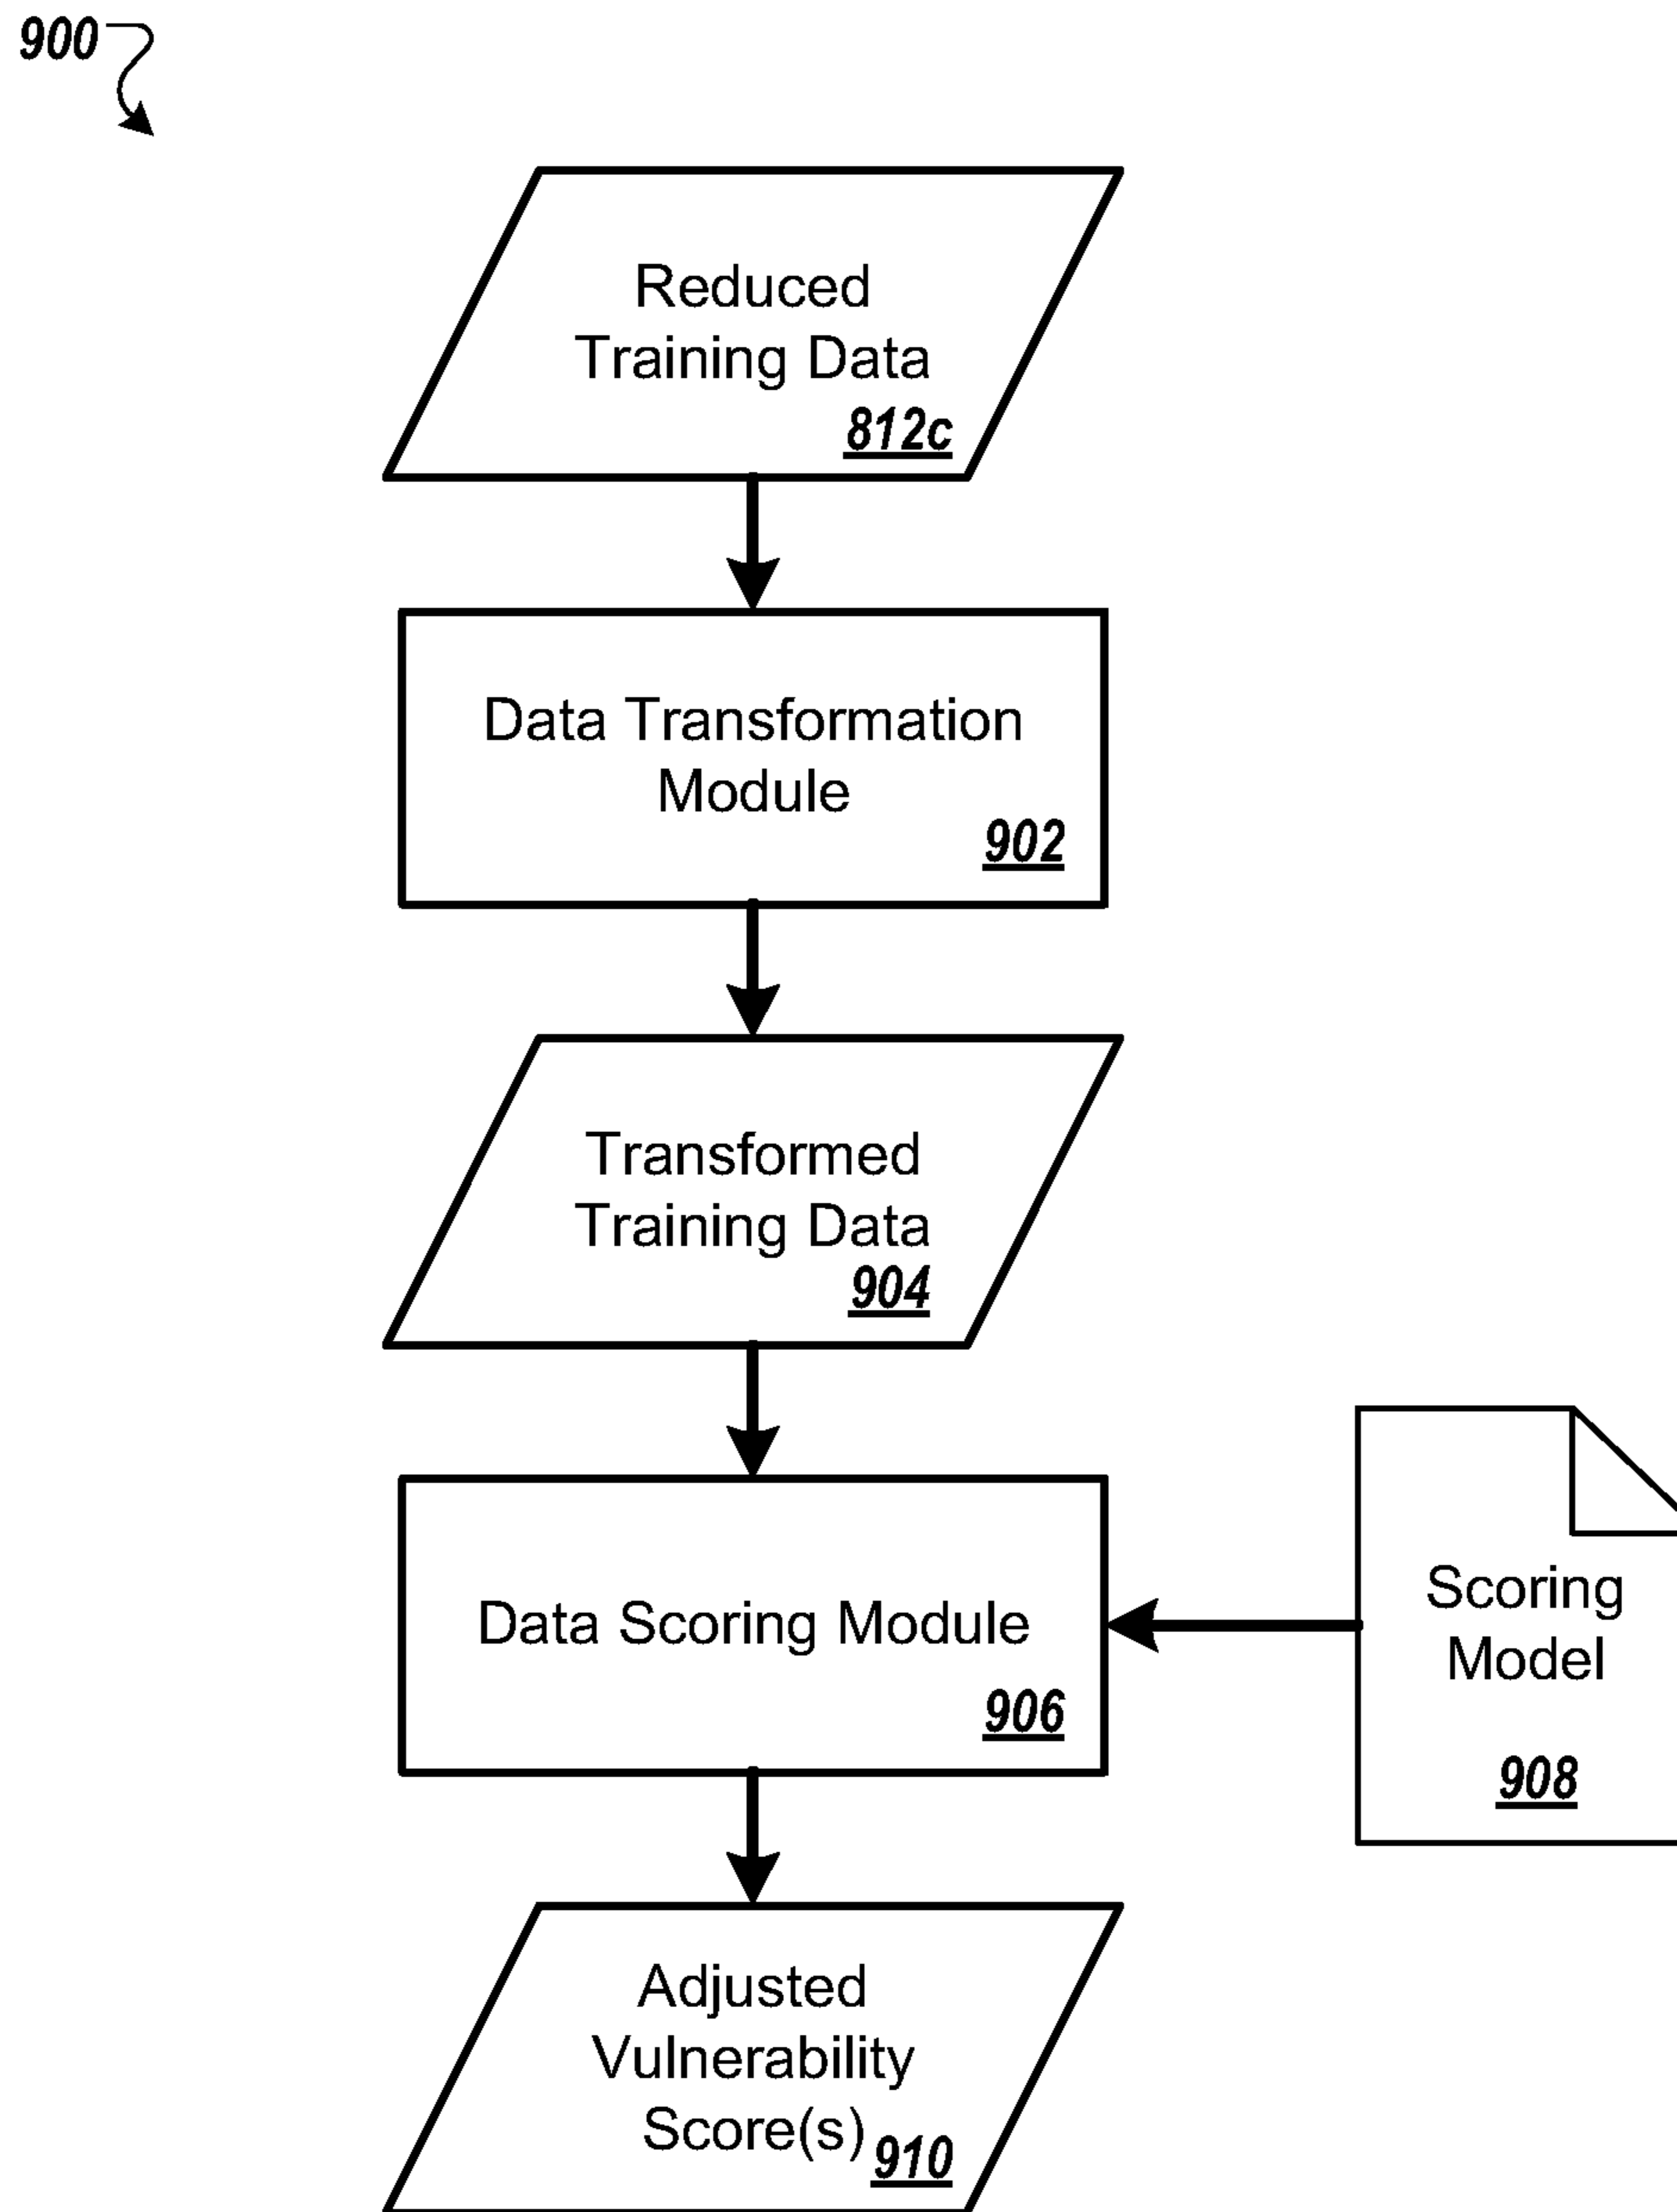 900
Reduced
Training Data
812c
Data Transformation
Module
902
Transformed
Training Data
904
Data Scoring Module
906
Scoring
Model
908
Adjusted
Vulnerability
Score(s)
910